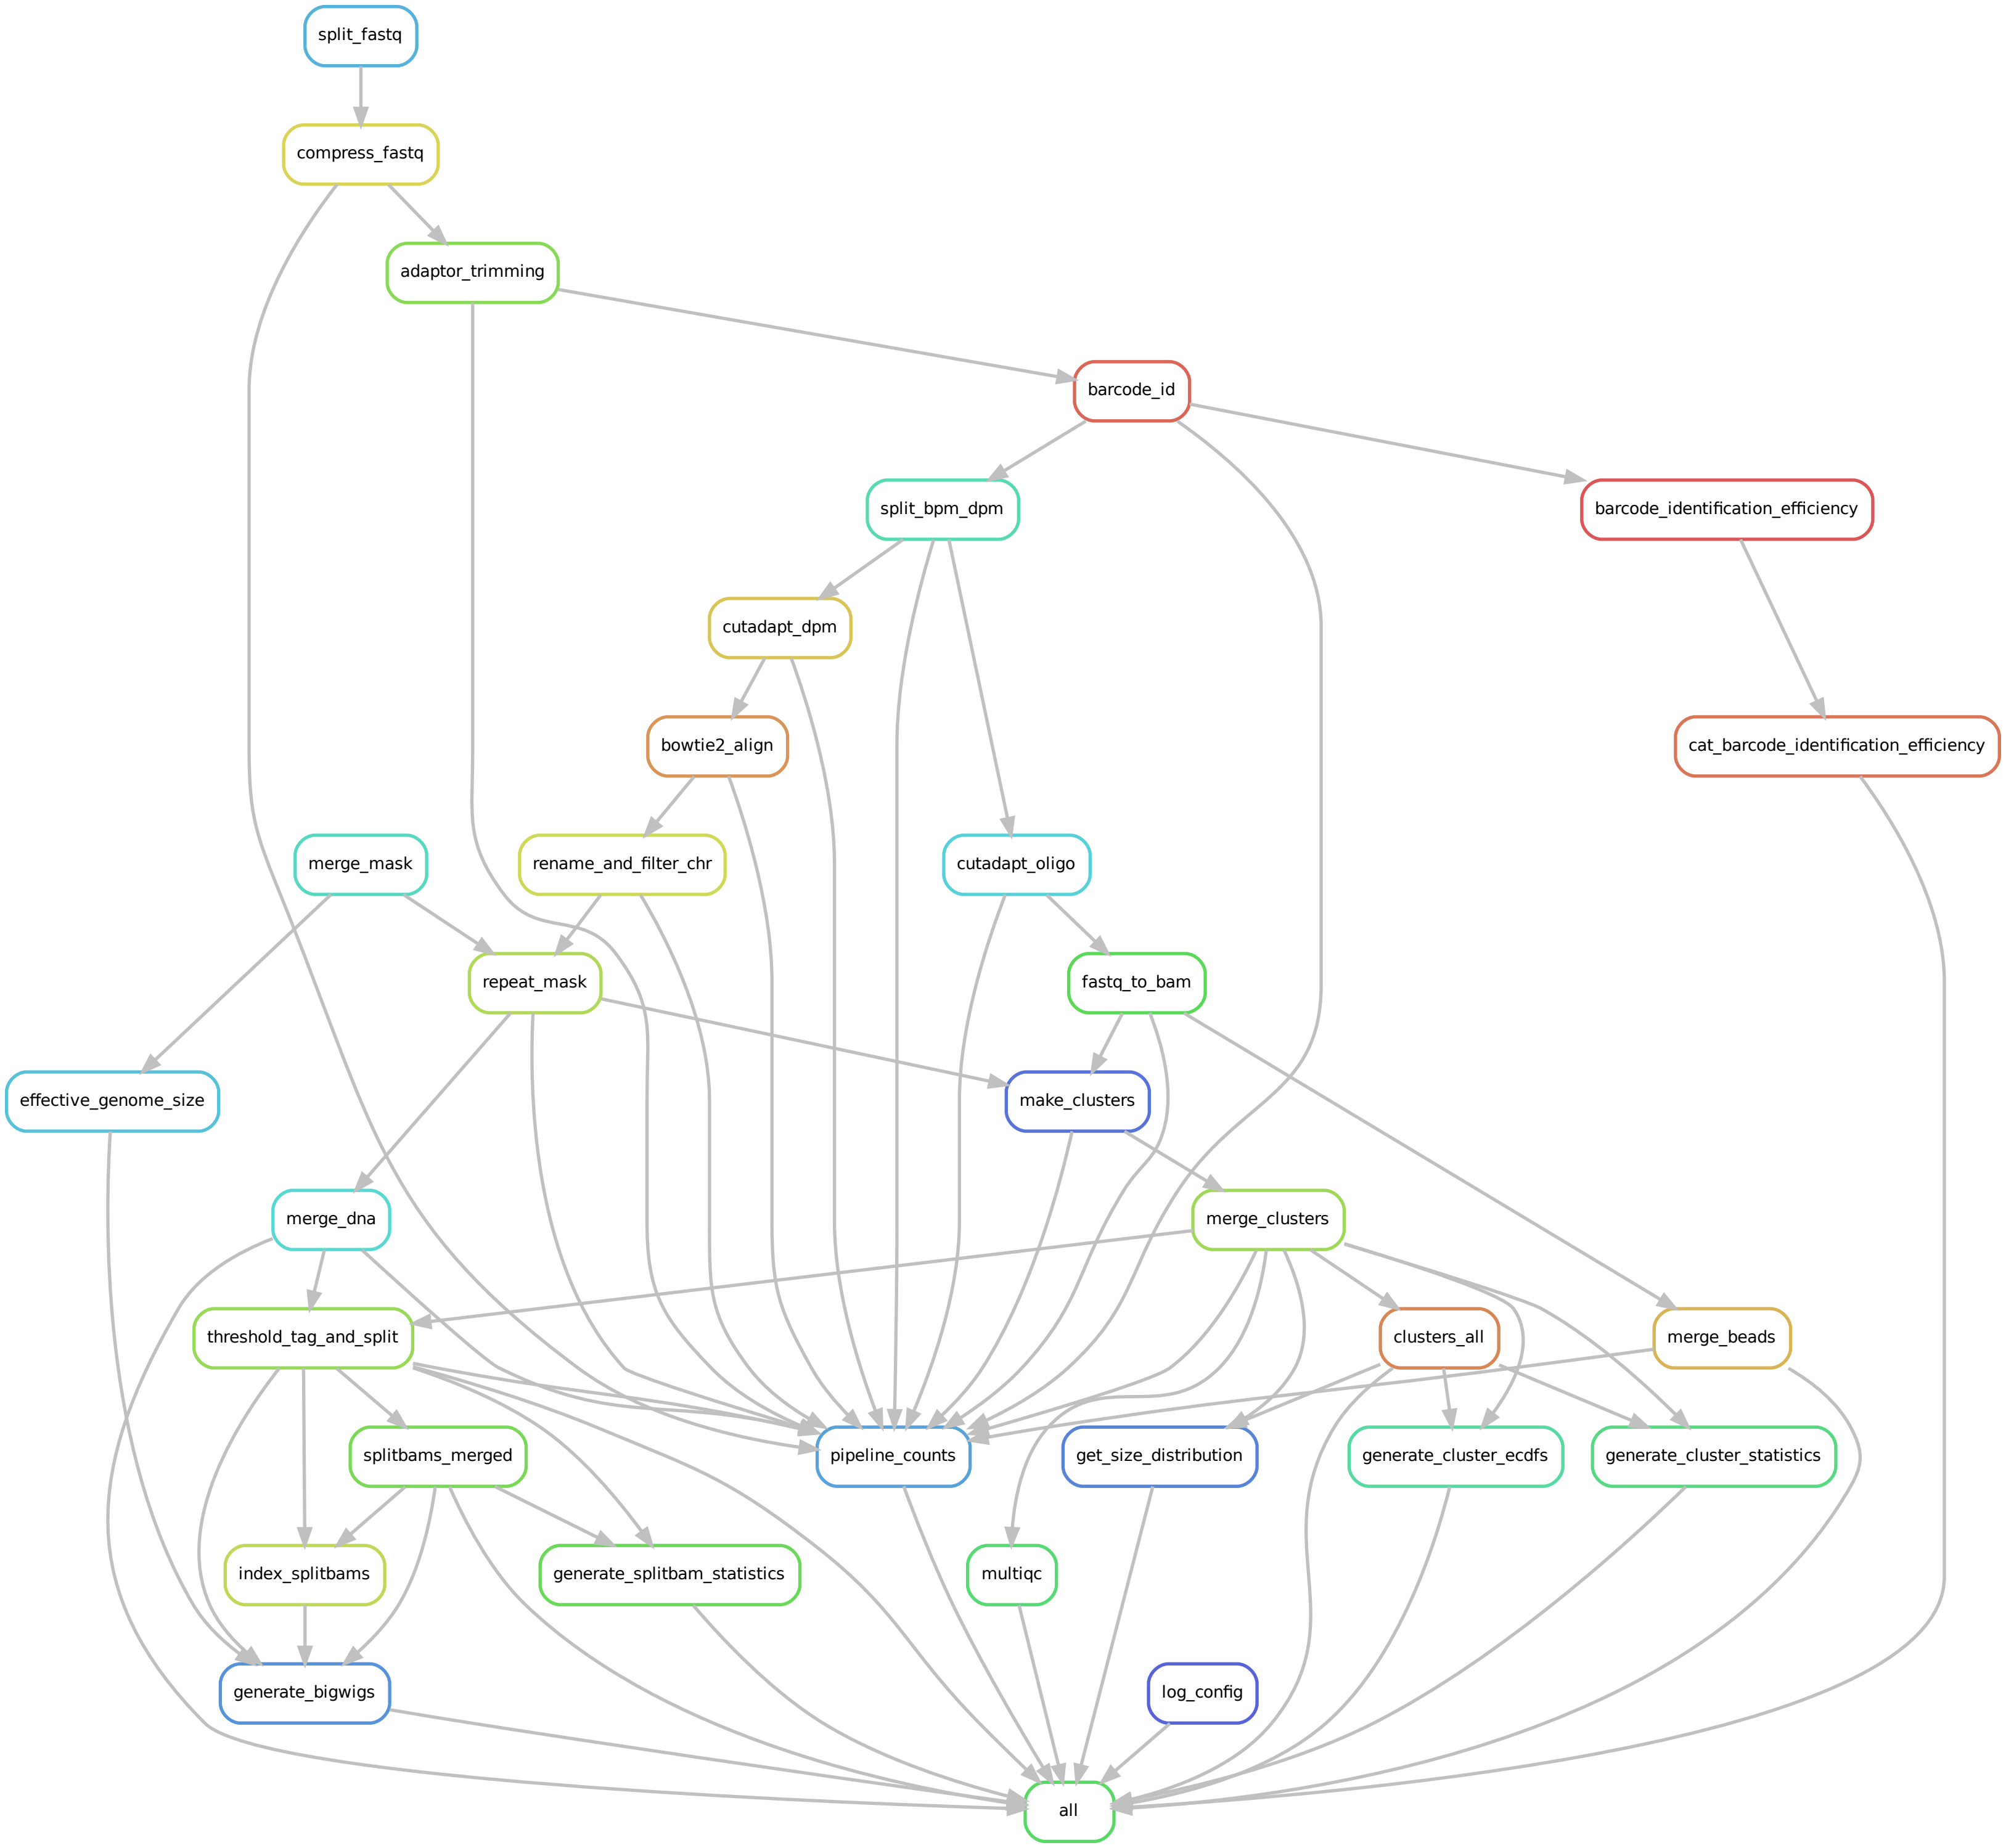 split_fastq
compress_fastq
adaptor_trimming
barcode_id
split_bpm_dpm
barcode_identification_efficiency
cutadapt_dpm
bowtie2_align
cat_barcode_identification_efficiency
merge_mask
rename_and_filter_chr
cutadapt_oligo
repeat_mask
fastq_to_bam
effective_genome_size
make_clusters
merge_dna
merge_clusters
threshold_tag_and_split
clusters_all
merge_beads
splitbams_merged
pipeline_counts
get_size_distribution
generate_cluster_ecdfs
generate_cluster_statistics
index_splitbams
generate_splitbam_statistics
multiqc
generate_bigwigs
log_config
all